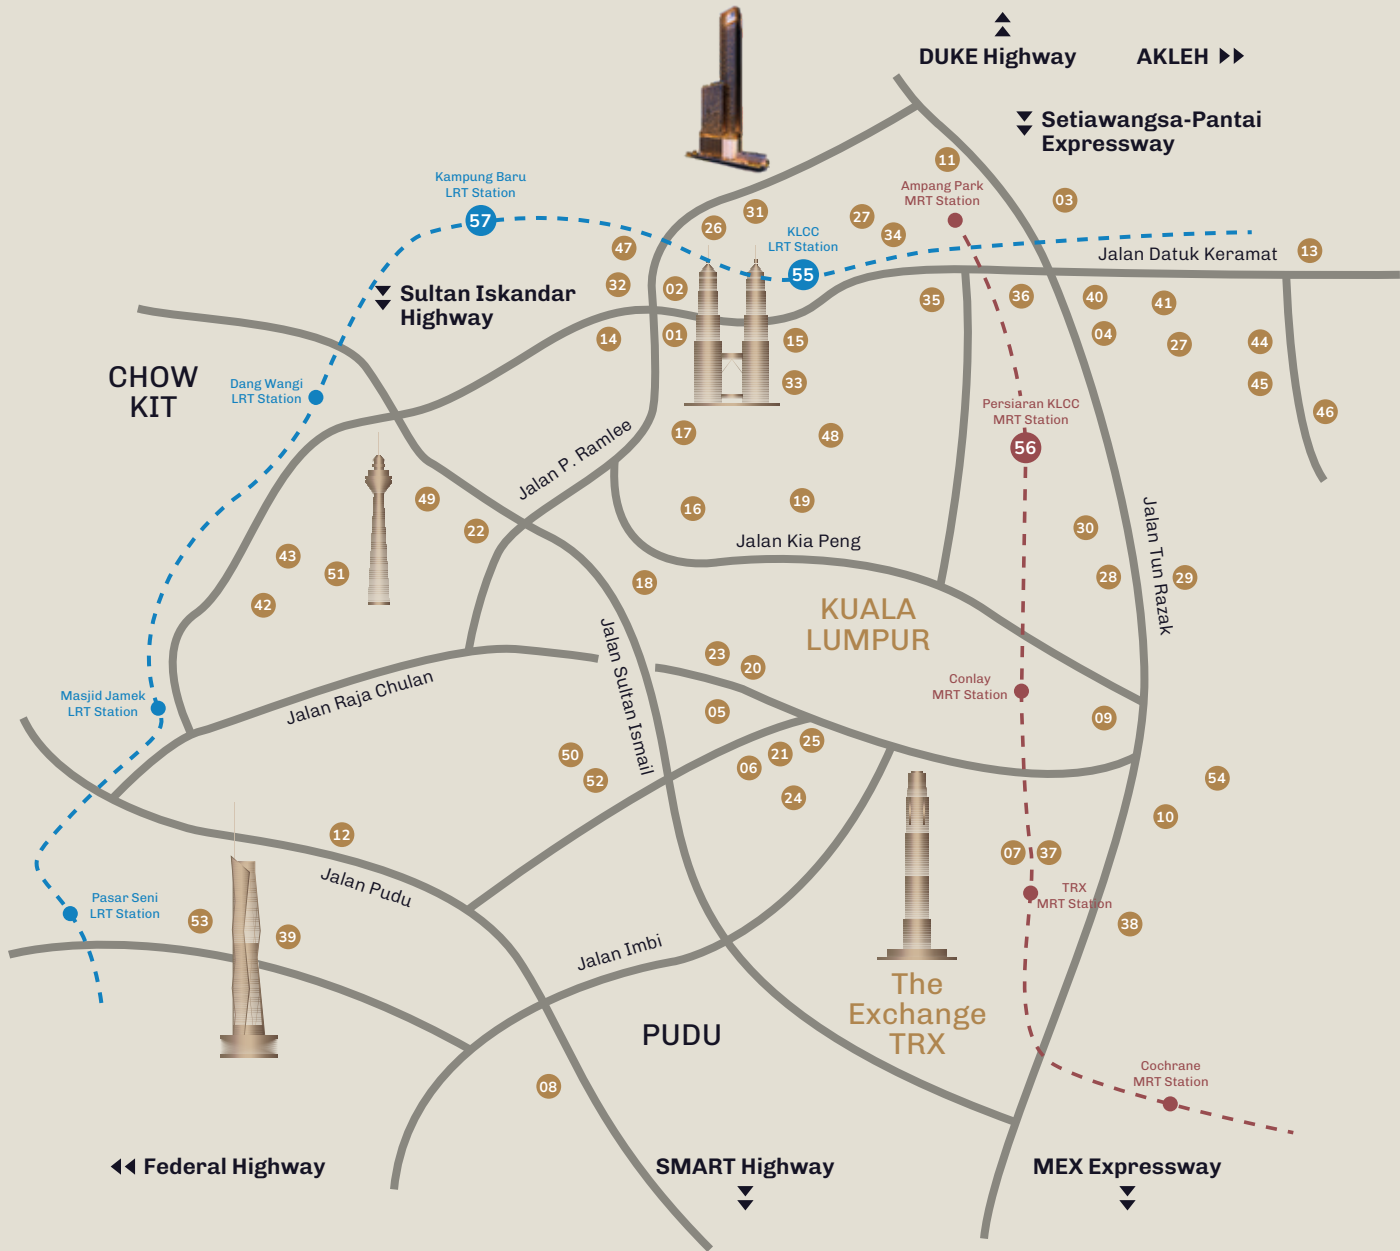 DUKE Highway
AKLEH
Setiawangsa-Pantai
Expressway
11
Kampung Baru
LRT Station
57
Ampang Park
MRT Station
03
31
26
27
34
47
KLCC
LRT Station
55
Jalan Datuk Keramat
13
32
02
35
36
40
41
Sultan Iskandar
Highway
14
01
15
04
27
44
33
45
CHOW
KIT
Dang Wangi
LRT Station
Persiaran KLCC
MRT Station
46
17
48
56
Jalan P. Ramlee
49
16
19
22
30
Jalan Kia Peng
Jalan Tun Razak
43
51
18
28
29
42
KUALA
LUMPUR
Jalan Sultan Ismail
23
20
Conlay
MRT Station
Masjid Jamek
LRT Station
Jalan Raja Chulan
05
09
25
50
21
06
52
54
24
10
12
07
37
Jalan Pudu
Pasar Seni
LRT Station
TRX
MRT Station
53
39
38
Jalan Imbi
The
Exchange
TRX
PUDU
08
Cochrane
MRT Station
Federal Highway
SMART Highway
MEX Expressway